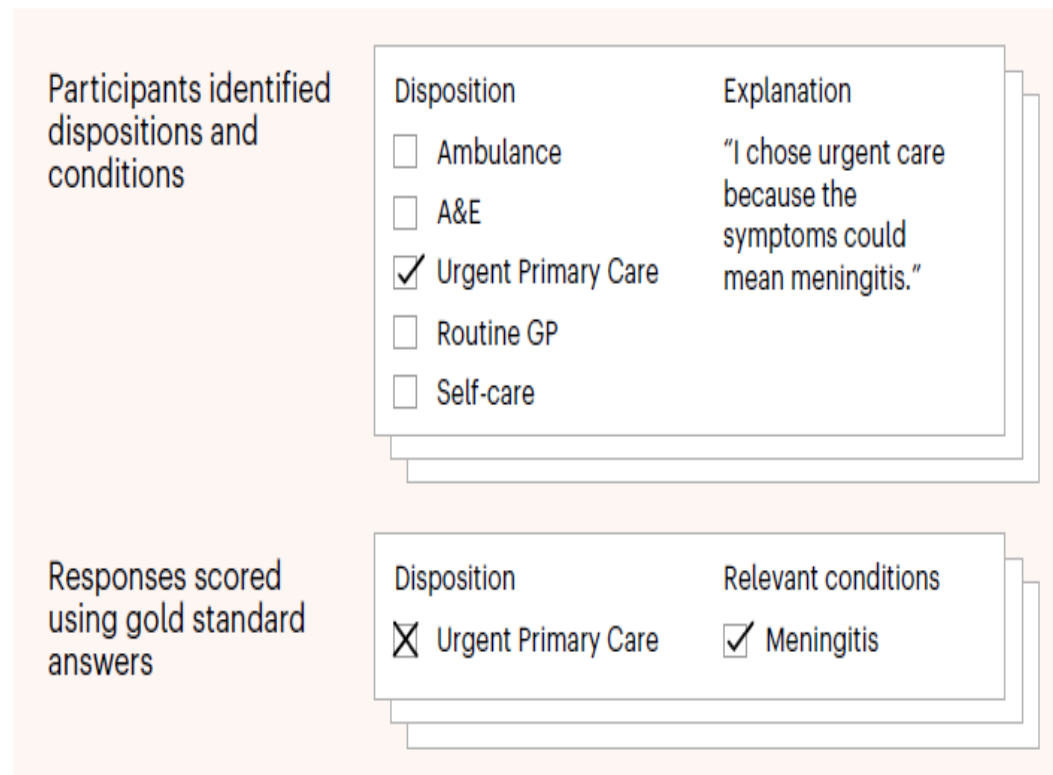 Participants identified
dispositions and
conditions
Disposition
Ambulance
A&E
Urgent Primary Care
Routine GP
Self-care
Explanation
“I chose urgent care
because the
symptoms could
mean meningitis.”
Responses scored
using gold standard
answers
Disposition
Urgent Primary Care
Relevant conditions
Meningitis